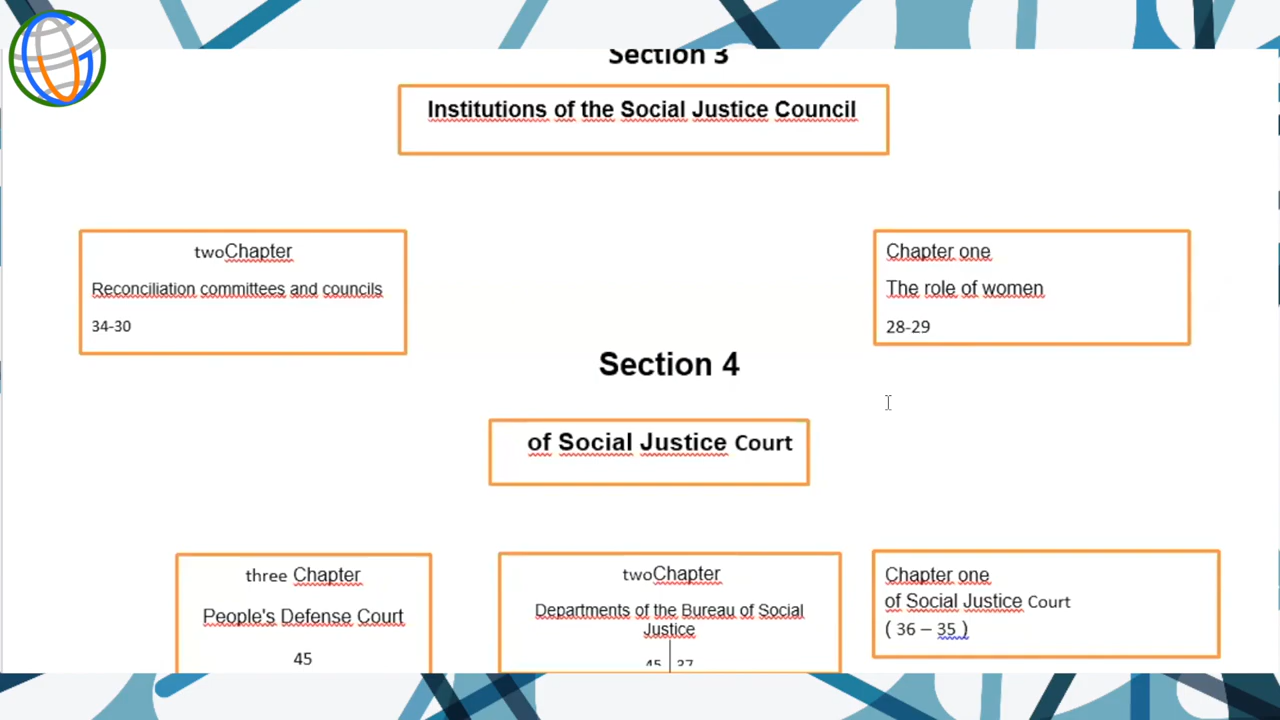 Section 3
Institutions of the Social Justice Council
twoChapter
Reconciliation committees and councils
34-30
Chapter one
The role of women
28-29
Section 4
of Social Justice Court
three Chapter
People's Defense Court
45
twoChapter
Departments of the Bureau of Social
Justice
45 37
Chapter one
of Social Justice Court
( 36 – 35 )